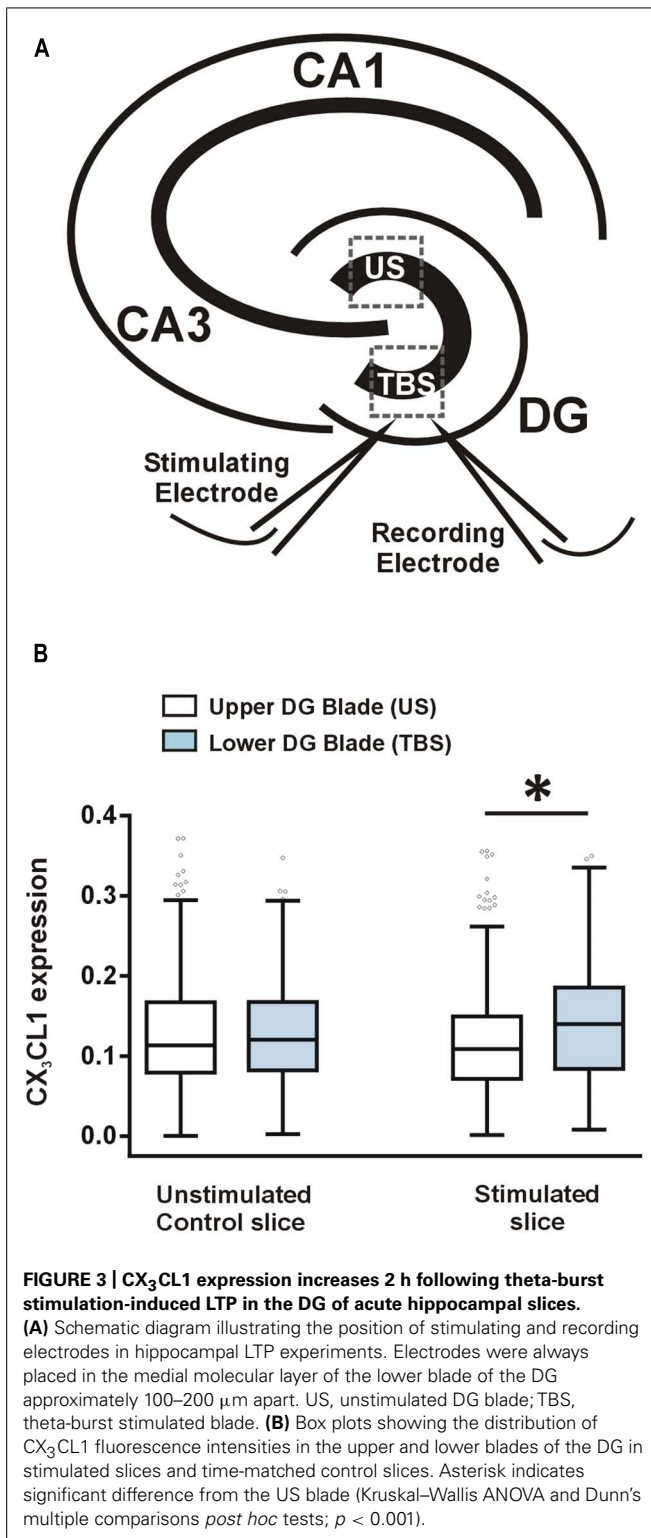 A
CA1
US
CA3
TBS
DG
Stimulating
Electrode
Recording
Electrode
B
Upper DG Blade (US)
Lower DG Blade (TBS)
*
0.4
0.3
0.2
0.1
0.0
CX3CL1 expression
Unstimulated
Control slice
Stimulated
slice
FIGURE 3 | CX3CL1 expression increases 2 h following theta-burst
stimulation-induced LTP in the DG of acute hippocampal slices.
(A) Schematic diagram illustrating the position of stimulating and recording
electrodes in hippocampal LTP experiments. Electrodes were always
placed in the medial molecular layer of the lower blade of the DG
approximately 100–200 μm apart. US, unstimulated DG blade; TBS,
theta-burst stimulated blade. (B) Box plots showing the distribution of
CX3CL1 fluorescence intensities in the upper and lower blades of the DG in
stimulated slices and time-matched control slices. Asterisk indicates
significant difference from the US blade (Kruskal–Wallis ANOVA and Dunn's
multiple comparisons post hoc tests; p < 0.001).